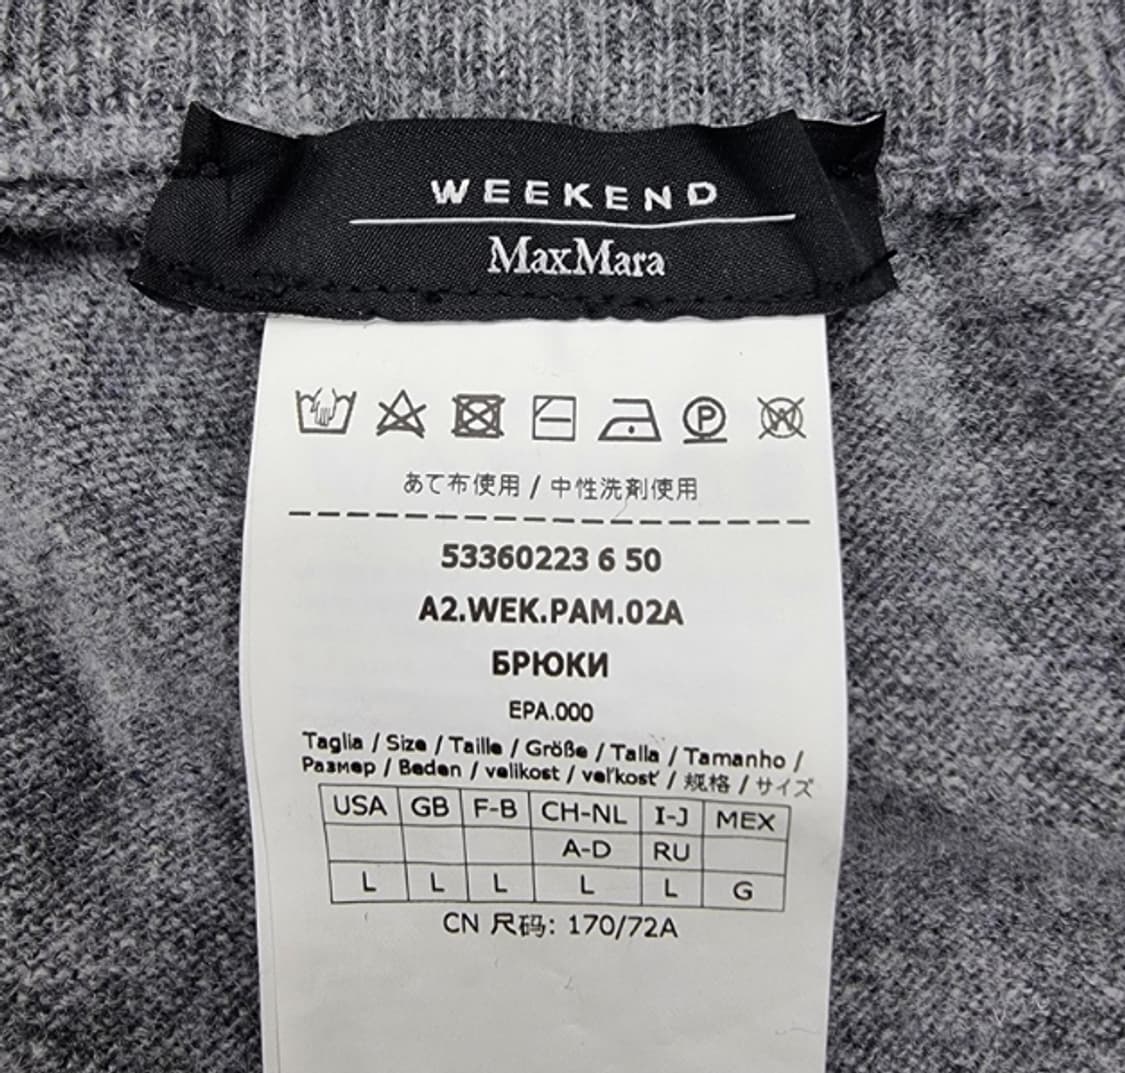 WEEKEND
MaxMara
P
W
あて布使用 / 中性洗剤使用
53360223 6 50
A2.WEK.PAM.02A
БРЮКИ
EPA.000
Taglia / Size / Taille / Größe / Talla / Tamanho /
Размер / Beden / velikost / veľkosť / 规格 / サイズ
USA GB F-B CH-NL I-J MEX
A-D RU
L L L L L G
CN 尺码: 170/72A